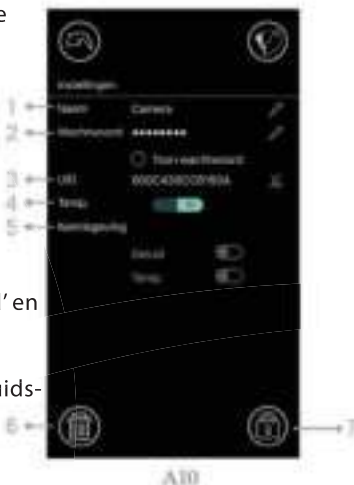 e
Instellingen
1 Naam Camera
2 Wachtwoord ********
Toon wachtwoord
3 UID
4 Temp.
5 Kennisgeving
Geluid
Temp.
l’ en
uids-
6
7
A10